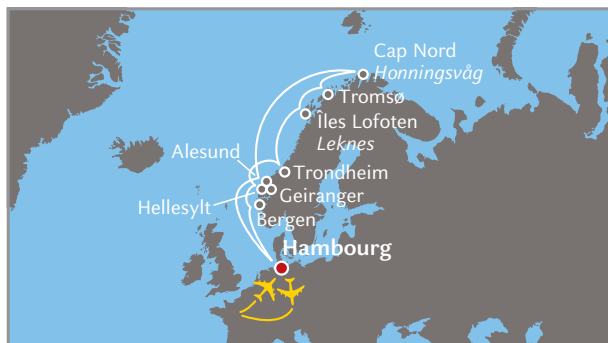 Cap Nord
Honningsvåg
Tromsø
Îles Lofoten
Leknes
Alesund
Trondheim
Hellesylt
Geiranger
Bergen
Hambourg